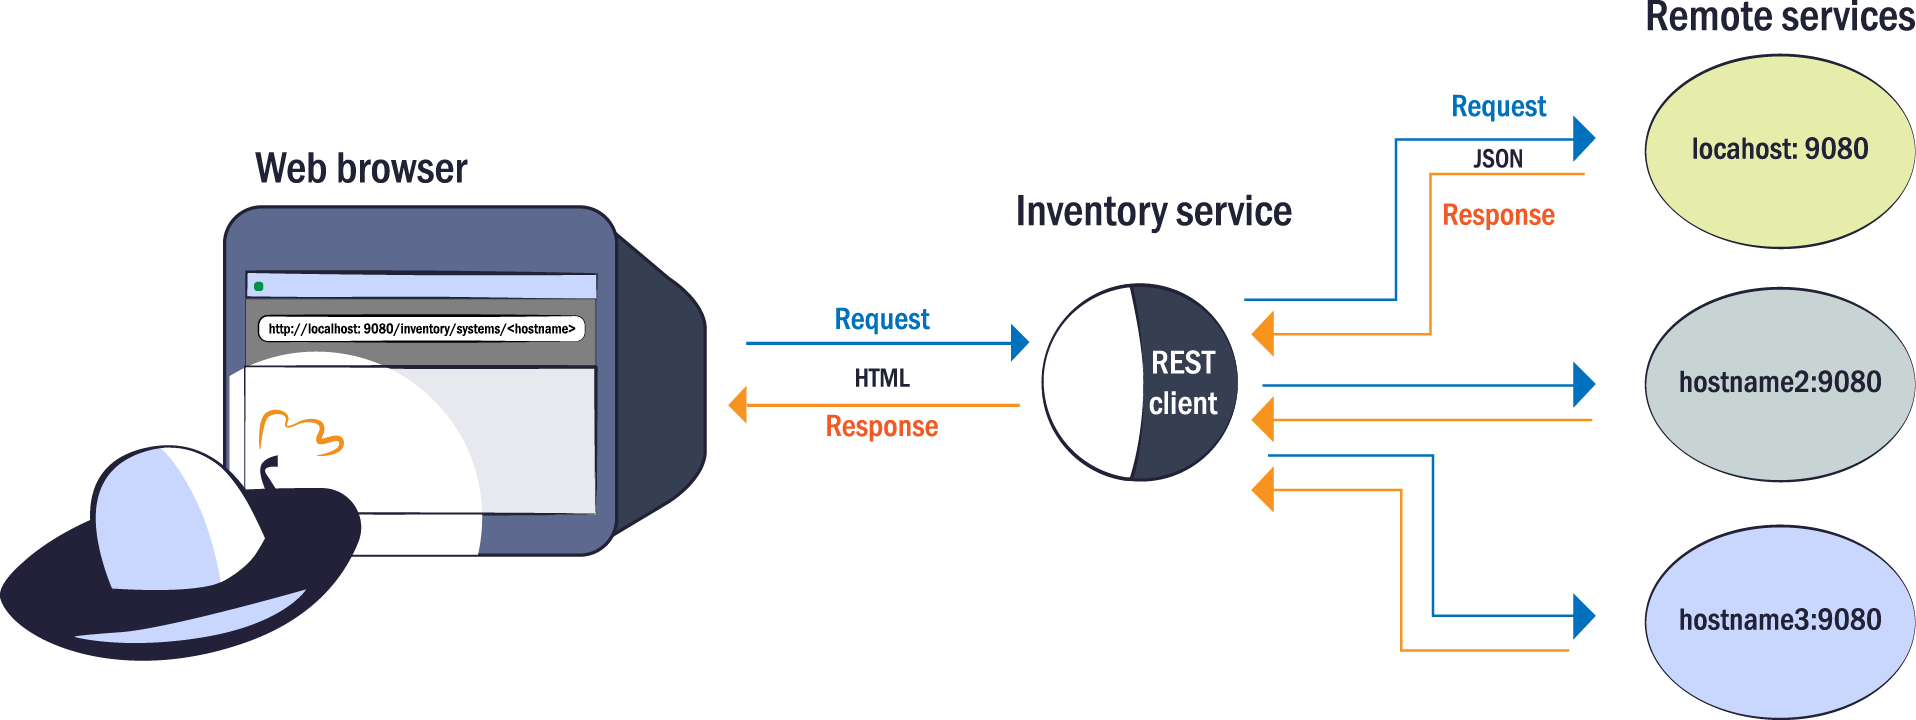 Remote services
Request
locahost: 9080
JSON
Response
Web browser
Inventory service
http://localhost: 9080/inventory/systems/<hostname>
Request
HTML
Response
REST
client
hostname2:9080
hostname3:9080